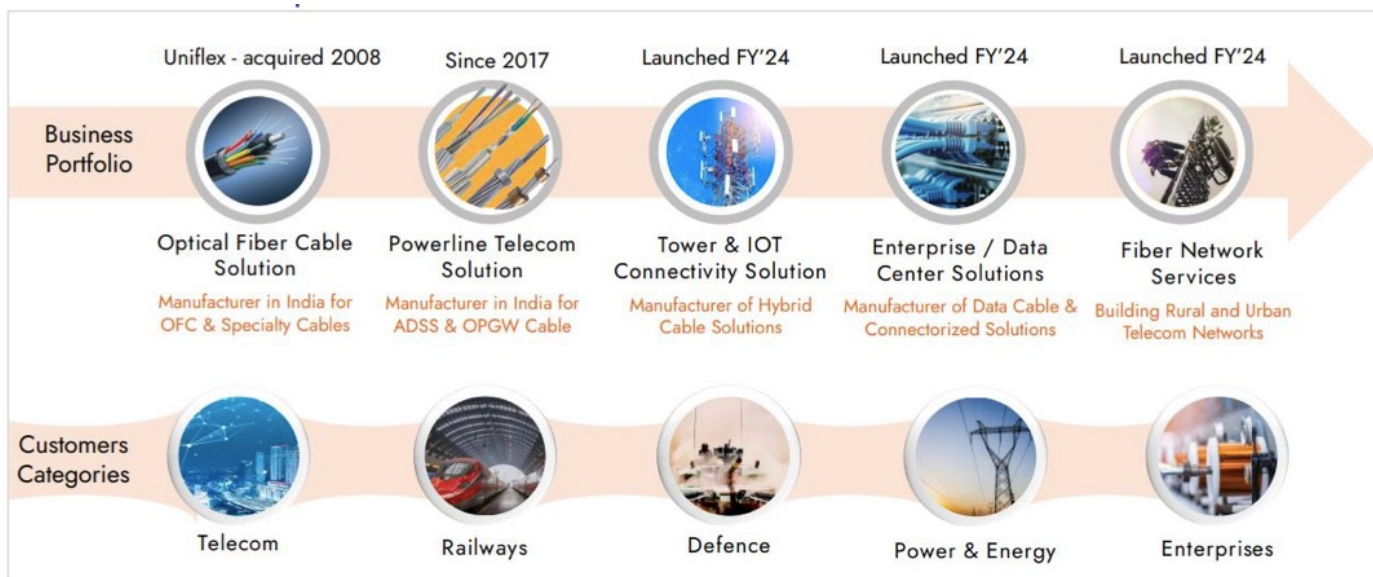 Uniflex - acquired 2008
Since 2017
Launched FY'24
Launched FY'24
Launched FY'24
Business
Portfolio
Optical Fiber Cable
Solution
Manufacturer in India for
OFC & Specialty Cables
Powerline Telecom
Solution
Manufacturer in India for
ADSS & OPGW Cable
Tower & IOT
Connectivity Solution
Manufacturer of Hybrid
Cable Solutions
Enterprise / Data
Center Solutions
Manufacturer of Data Cable &
Connectorized Solutions
Fiber Network
Services
Building Rural and Urban
Telecom Networks
Customers
Categories
Telecom
Railways
Defence
Power & Energy
Enterprises